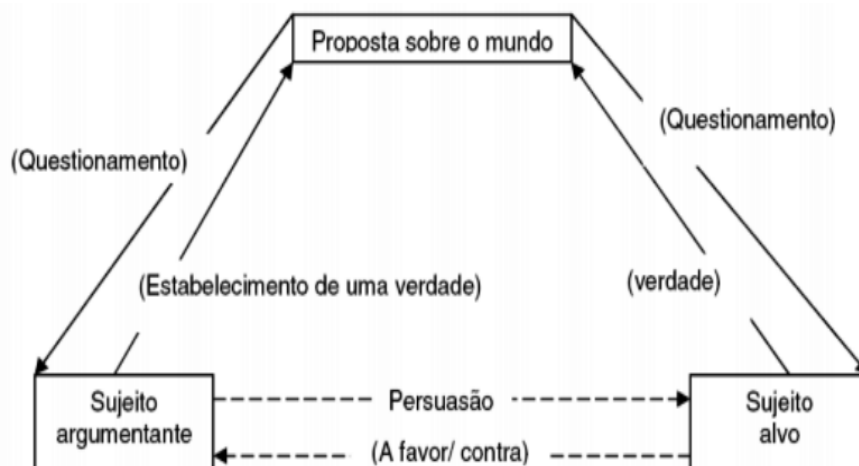 Proposta sobre o mundo
(Questionamento)
(Questionamento)
(Estabelecimento de uma verdade)
(verdade)
Sujeito
argumentante
Persuasão
(A favor/ contra)
Sujeito
alvo